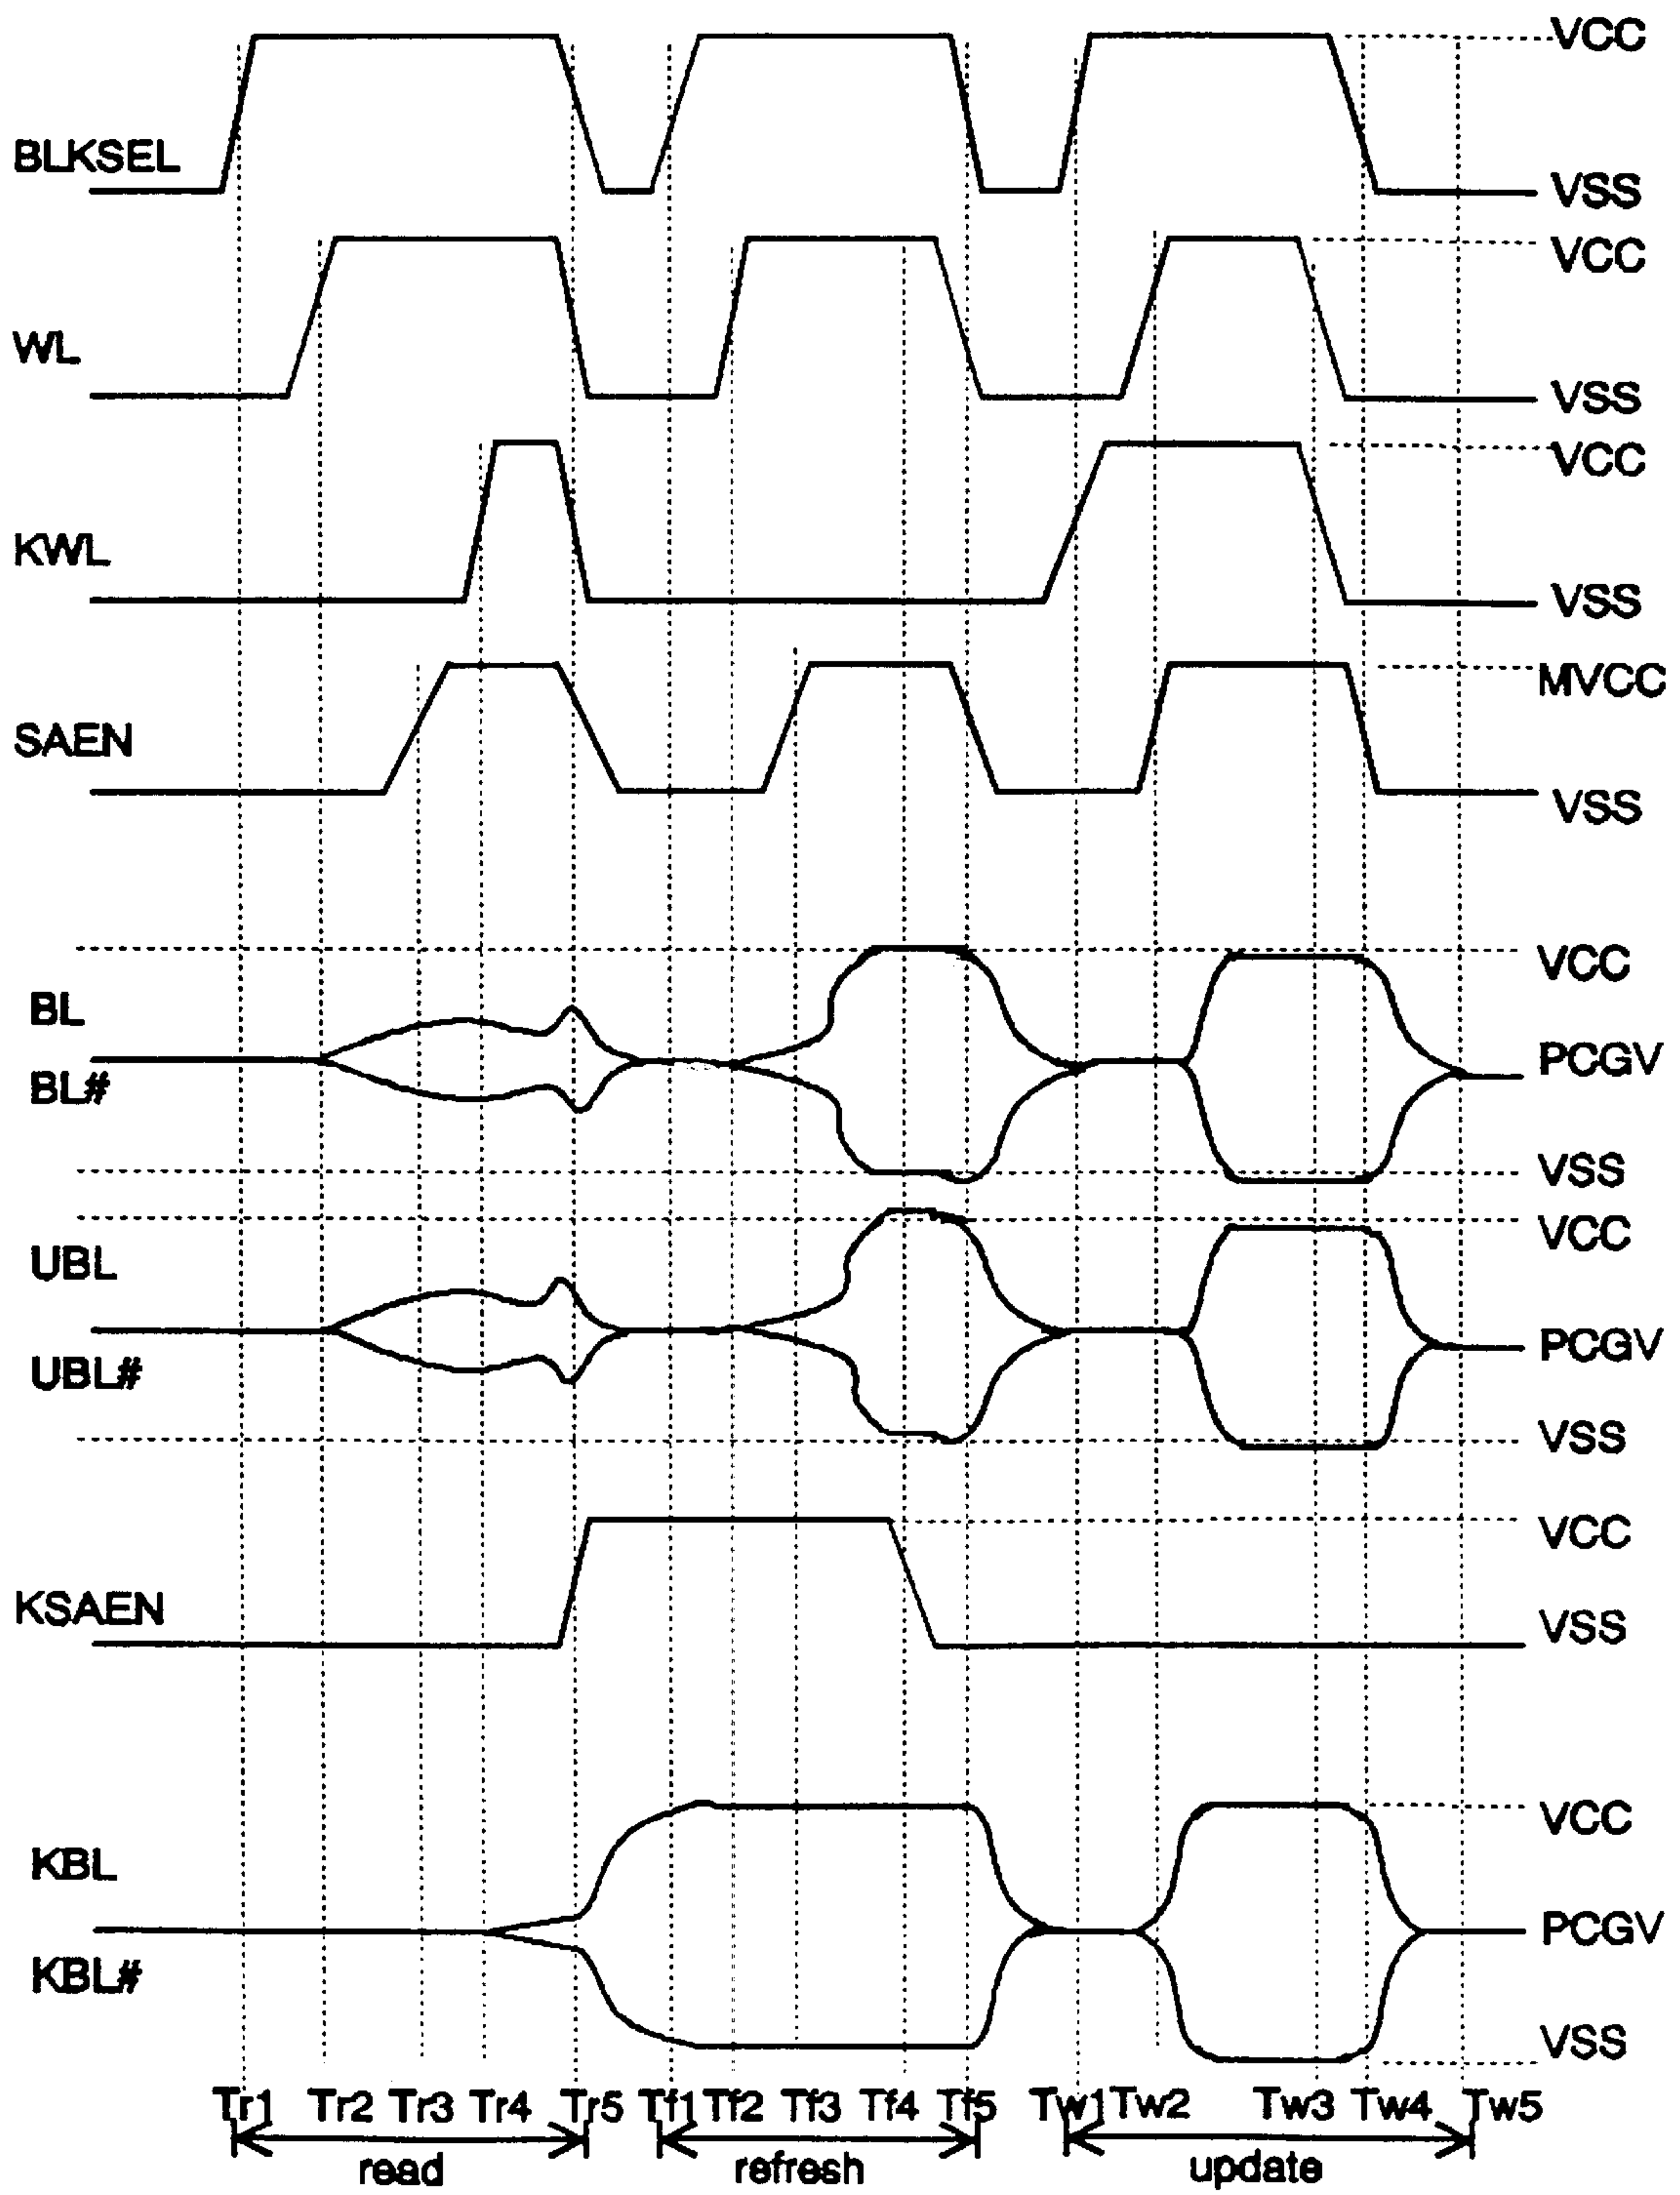 VCC
BLKSEL
VSS
VCC
WL
VSS
VCC
KWL
VSS
MVCC
SAEN
VSS
VCC
BL
PCGV
BL#
VSS
VCC
UBL
PCGV
UBL#
VSS
VCC
KSAEN
VSS
VCC
KBL
PCGV
KBL#
VSS
Tr1 Tr2 Tr3 Tr4 Tr5 Tf1 Tf2 Tf3 Tf4 Tf5 Tw1 Tw2 Tw3 Tw4 Tw5
read refresh update